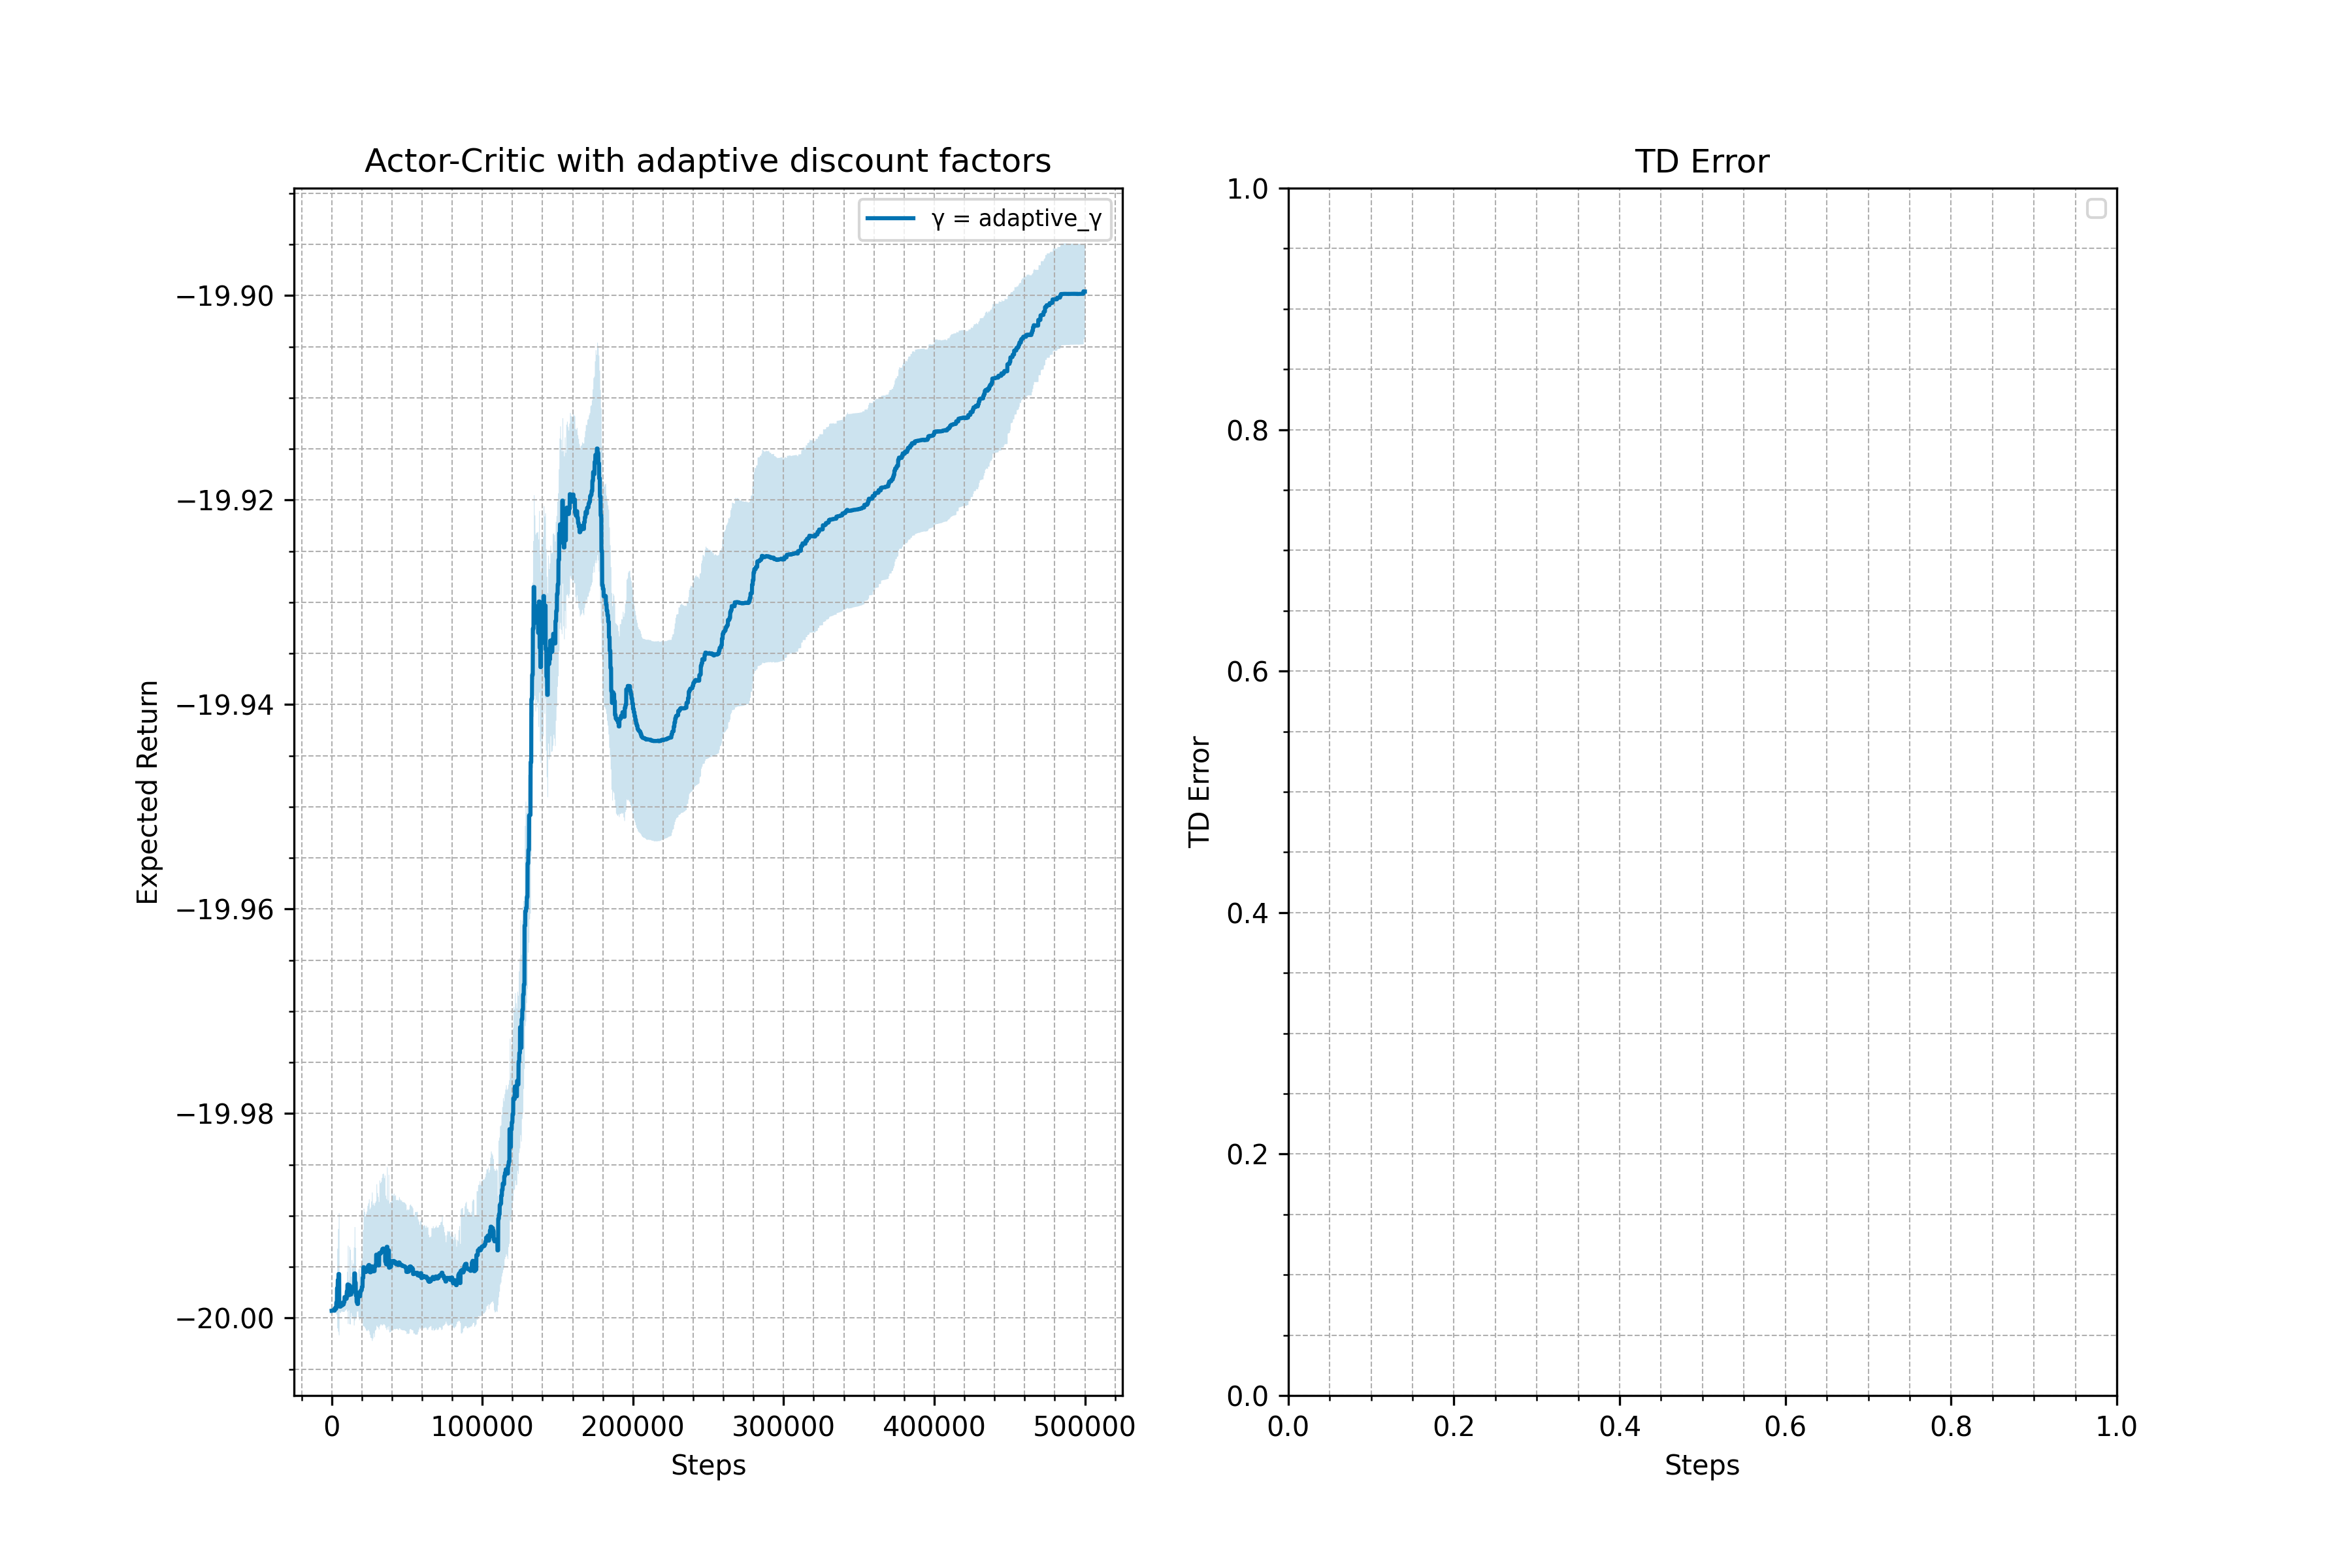 Actor-Critic with adaptive discount factors
γ = adaptive_γ
Expected Return
−19.90
−19.92
−19.94
−19.96
−19.98
−20.00
0 100000 200000 300000 400000 500000
Steps
TD Error
TD Error
1.0
0.8
0.6
0.4
0.2
0.0
0.0 0.2 0.4 0.6 0.8 1.0
Steps